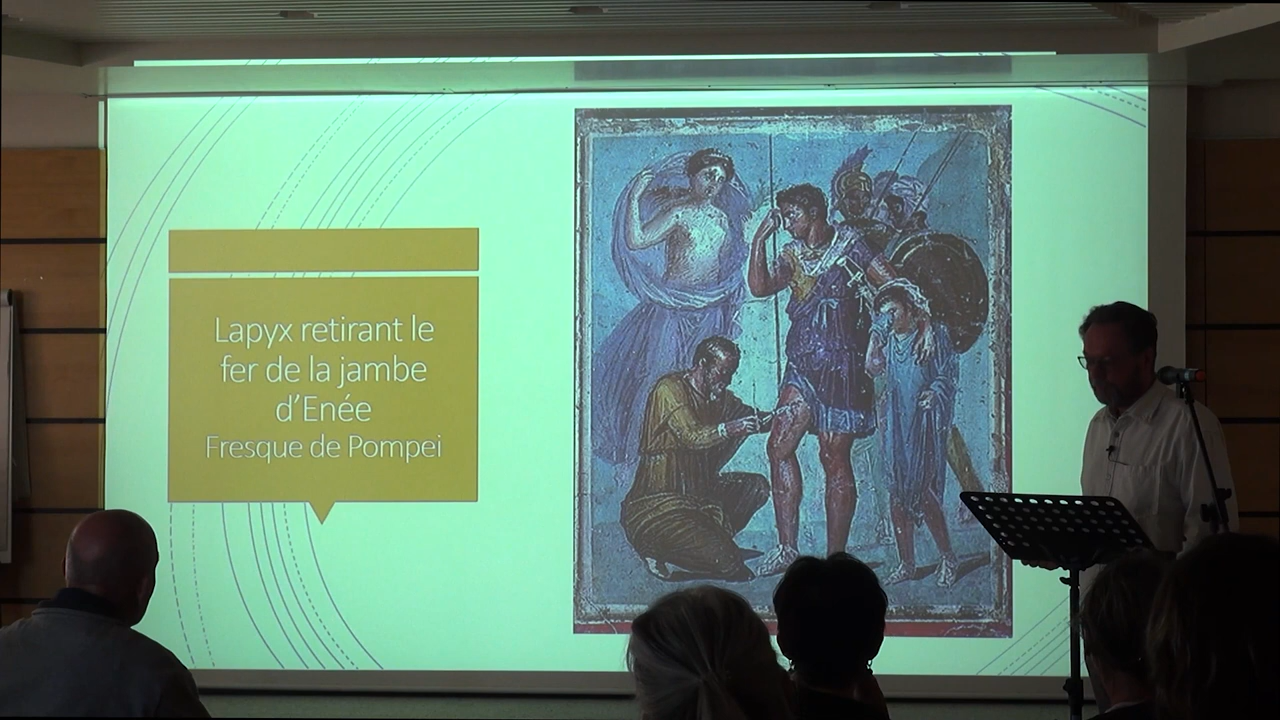 Lapyx retirant le
fer de la jambe
d'Enée
Fresque de Pompei